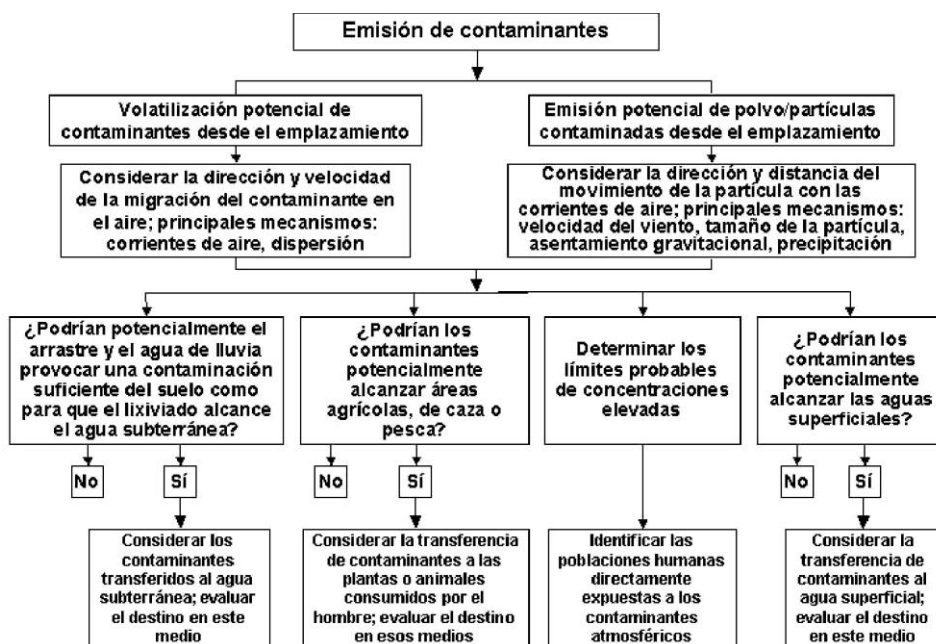 Emisión de contaminantes
Volatilización potencial de
contaminantes desde el emplazamiento
Emisión potencial de polvo/partículas
contaminadas desde el emplazamiento
Considerar la dirección y velocidad
de la migración del contaminante en
el aire; principales mecanismos:
corrientes de aire, dispersión
Considerar la dirección y distancia del
movimiento de la partícula con las
corrientes de aire; principales mecanismos:
velocidad del viento, tamaño de la partícula,
asentamiento gravitacional, precipitación
¿Podrían potencialmente el
arrastre y el agua de lluvia
provocar una contaminación
suficiente del suelo como
para que el lixiviado alcance
el agua subterránea?
¿Podrían los
contaminantes
potencialmente
alcanzar áreas
agrícolas, de caza o
pesca?
Determinar los
límites probables
de concentraciones
elevadas
¿Podrían los
contaminantes
potencialmente
alcanzar las aguas
superficiales?
No
Sí
No
Sí
No
Sí
Considerar los
contaminantes
transferidos al agua
subterránea; evaluar
el destino en este
medio
Considerar la transferencia
de contaminantes a las
plantas o animales
consumidos por el
hombre; evaluar el destino
en esos medios
Identificar las
poblaciones humanas
directamente
expuestas a los
contaminantes
atmosféricos
Considerar la
transferencia de
contaminantes al
agua superficial;
evaluar el destino
en este medio